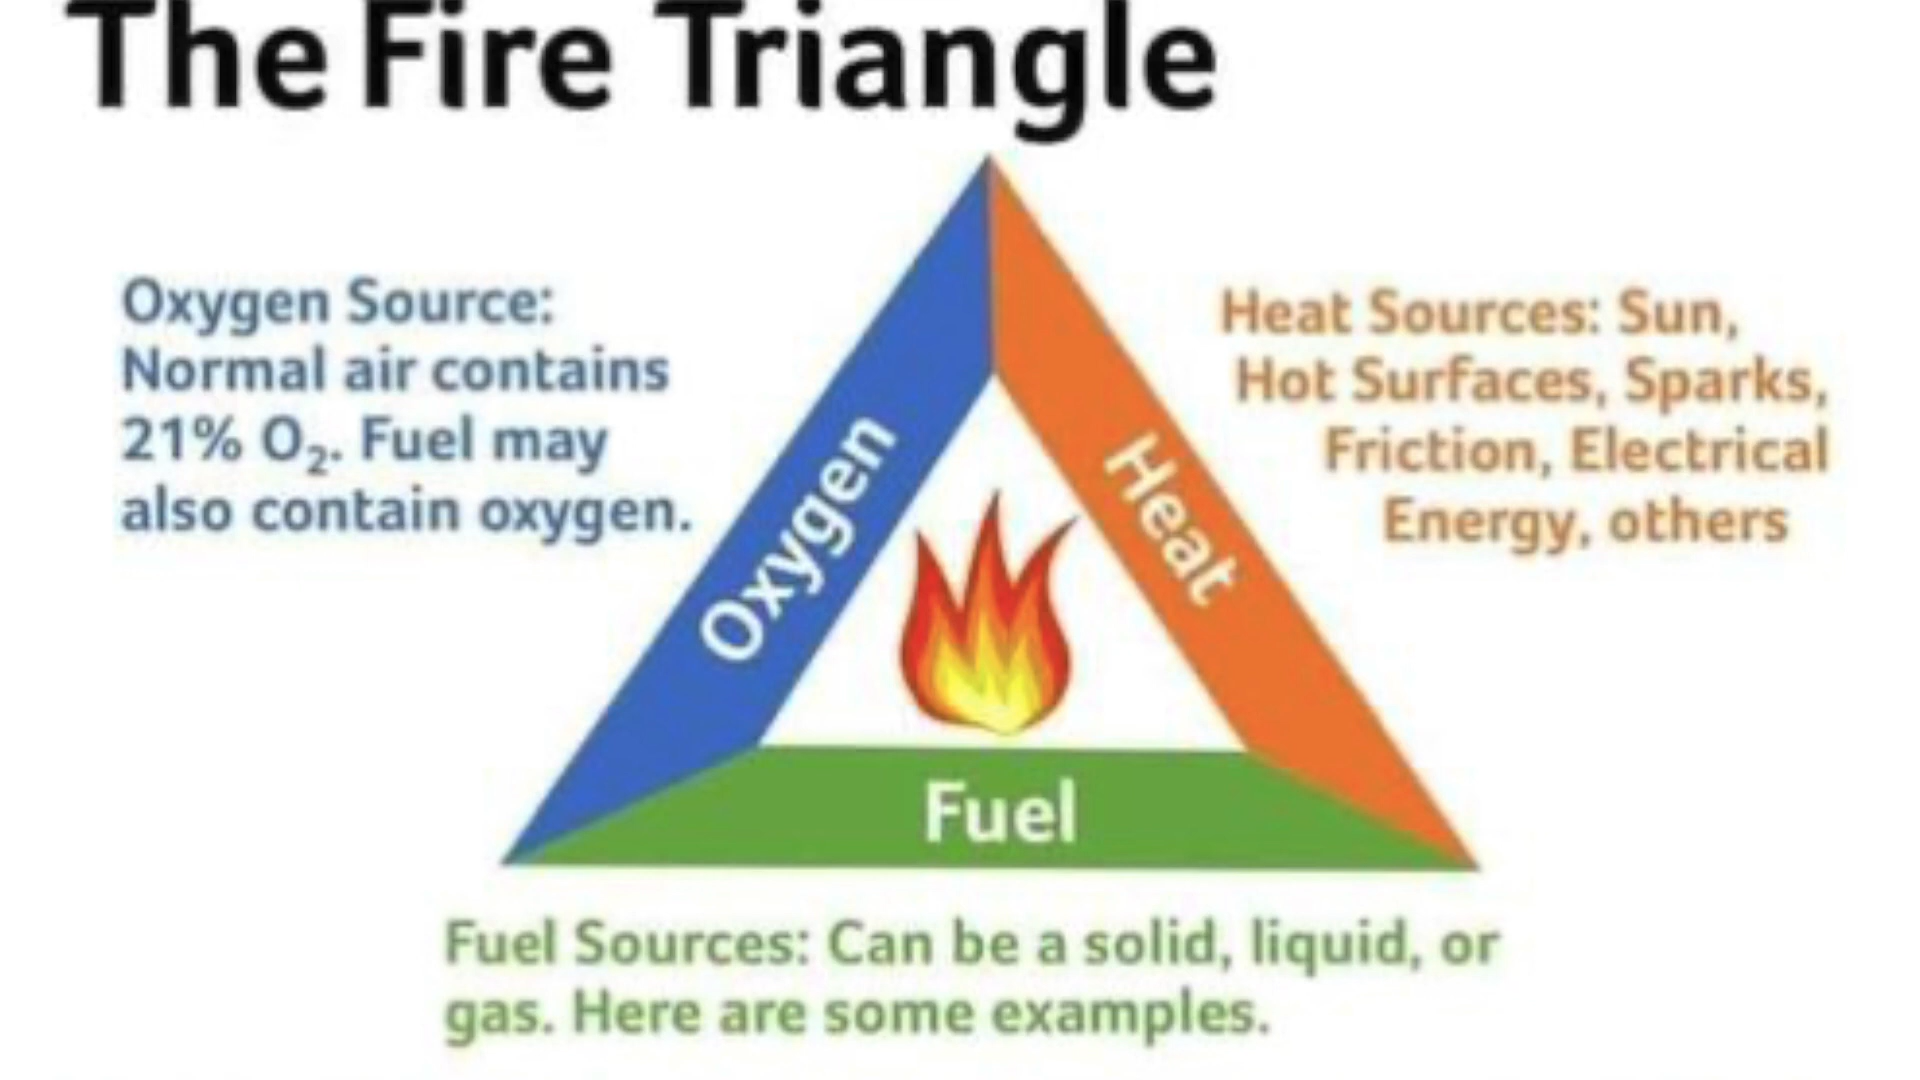 The Fire Triangle
Oxygen Source:
Normal air contains
21% O₂. Fuel may
also contain oxygen.
Heat Sources: Sun,
Hot Surfaces, Sparks,
Friction, Electrical
Energy, others
Oxygen
Heat
Fuel
Fuel Sources: Can be a solid, liquid, or
gas. Here are some examples.